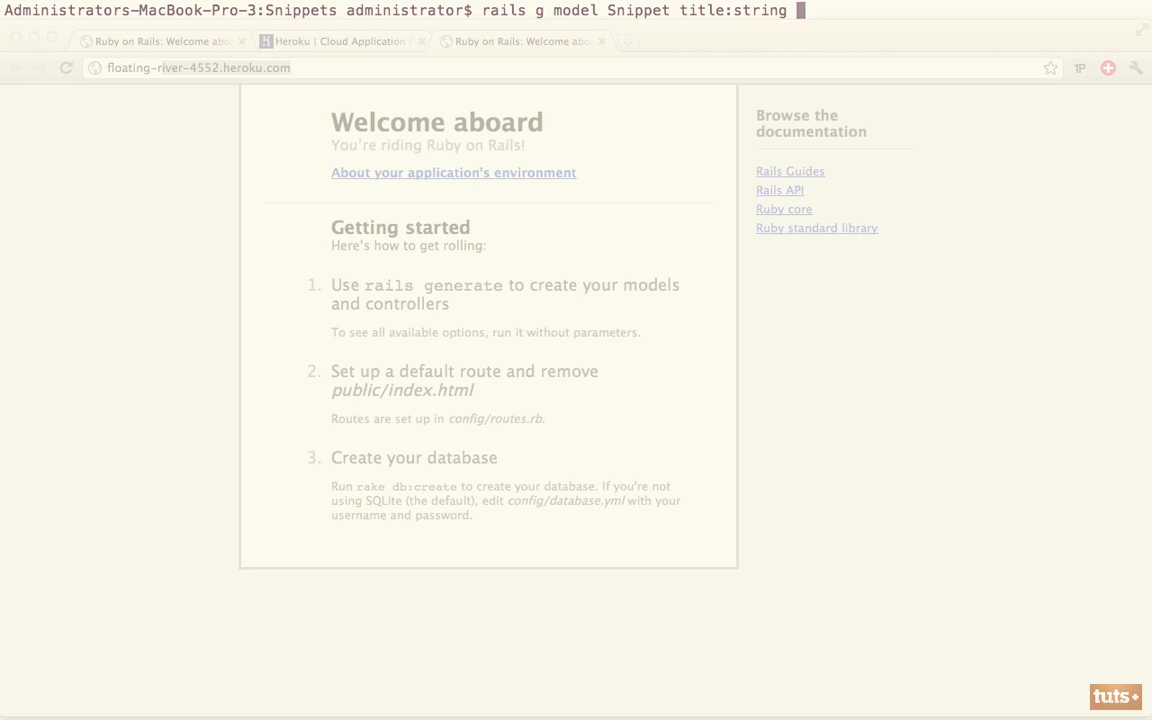 Administrators-MacBook-Pro-3:Snippets administrator$ rails g model Snippet title:string
Ruby on Rails: Welcome abo
Heroku | Cloud Application P
Ruby on Rails: Welcome abo
floating-river-4552.heroku.com
1P
Welcome aboard
You're riding Ruby on Rails!
About your application's environment
Getting started
Here's how to get rolling:
1. Use rails generate to create your models
and controllers
To see all available options, run it without parameters.
2. Set up a default route and remove
public/index.html
Routes are set up in config/routes.rb.
3. Create your database
Run rake db:create to create your database. If you're not
using SQLite (the default), edit config/database.yml with your
username and password.
Browse the
documentation
Rails Guides
Rails API
Ruby core
Ruby standard library
tuts+